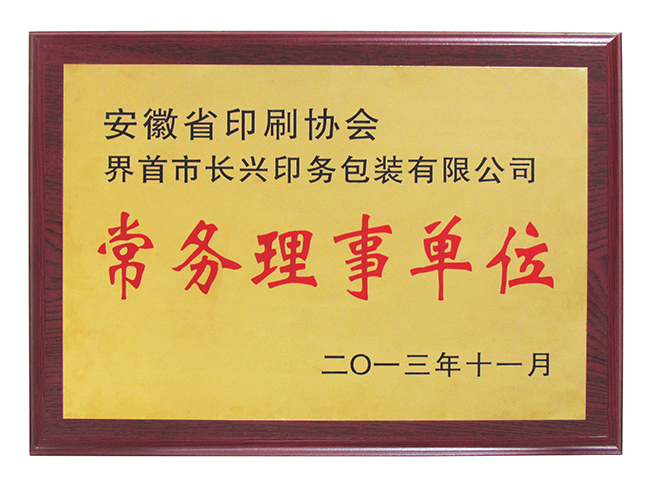 安徽省印刷协会
界首市长兴印务包装有限公司
常务理事单位
二〇一三年十一月